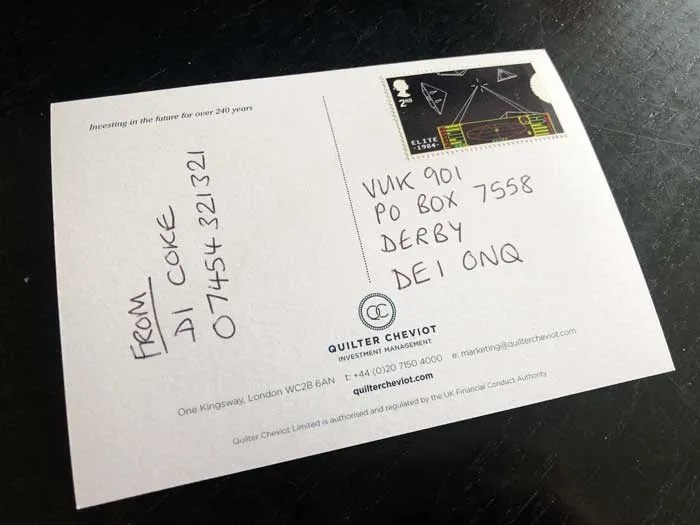 Investing in the future for over 240 years
2ND
ELITE
-1984-
FROM
DI COKE
07454 321321
VUK 901
PO BOX 7558
DERBY
DE1 0NQ
QC
QUILTER CHEVIOT
INVESTMENT MANAGEMENT
One Kingsway, London WC2B 6AN t: +44 (0)20 7150 4000 e: marketing@quiltercheviot.com
quiltercheviot.com
Quilter Cheviot Limited is authorised and regulated by the UK Financial Conduct Authority